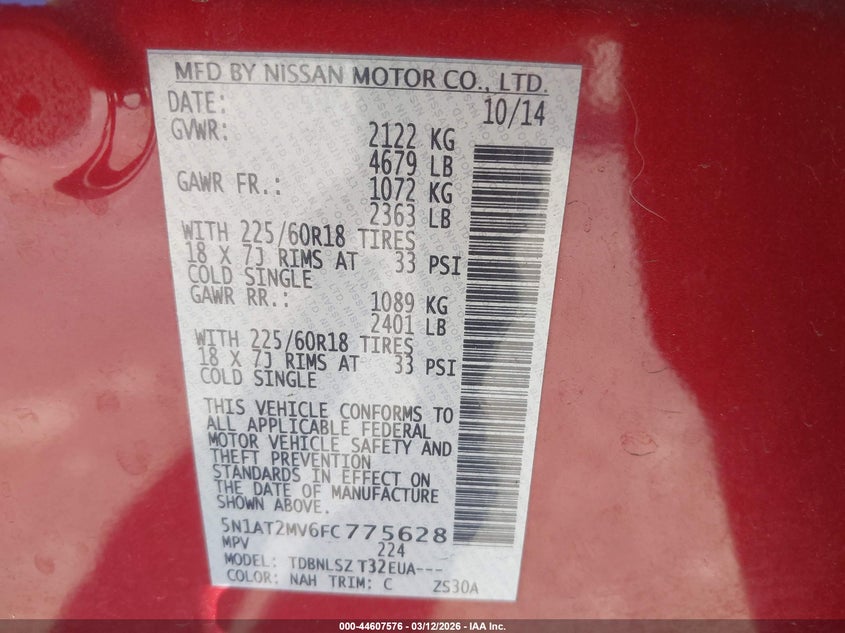 MFD BY NISSAN MOTOR CO., LTD.
DATE: 10/14
GVWR: 2122 KG
4679 LB
GAWR FR.: 1072 KG
2363 LB
WITH 225/60R18 TIRES
18 X 7J RIMS AT 33 PSI
COLD SINGLE
GAWR RR.: 1089 KG
2401 LB
WITH 225/60R18 TIRES
18 X 7J RIMS AT 33 PSI
COLD SINGLE
THIS VEHICLE CONFORMS TO
ALL APPLICABLE FEDERAL
MOTOR VEHICLE SAFETY AND
THEFT PREVENTION
STANDARDS IN EFFECT ON
THE DATE OF MANUFACTURE
SHOWN ABOVE.
5N1AT2MV6FC775628
MPV 224
MODEL: TDBNLSZ T32EUA---
COLOR: NAH TRIM: C ZS30A
000-44607576 - 03/12/2026 - IAA Inc.